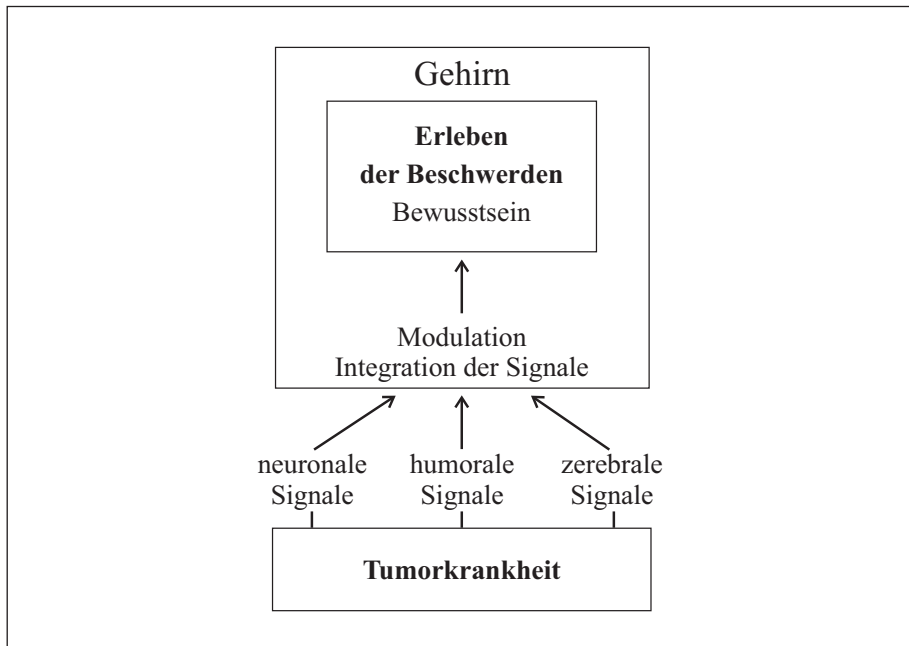 Gehirn
Erleben
der Beschwerden
Bewusstsein
Modulation
Integration der Signale
neuronale
Signale
humorale
Signale
zerebrale
Signale
Tumorkrankheit